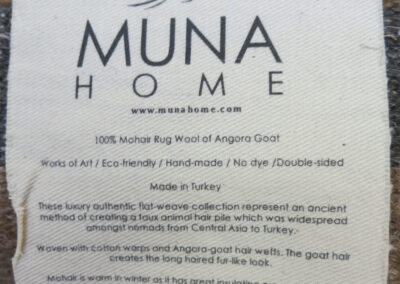 MUNA
HOME
www.munahome.com
100% Mohair Rug Wool of Angora Goat
Works of Art / Eco-friendly / Hand-made / No dye /Double-sided
Made in Turkey
These luxury authentic flat-weave collection represent an ancient
method of creating a faux animal hair pile which was widespread
amongst nomads from Central Asia to Turkey.
Woven with cotton warps and Angora-goat hair wefts. The goat hair
creates the long haired fur-like look.
Mohair is warm in winter as it has great insulating